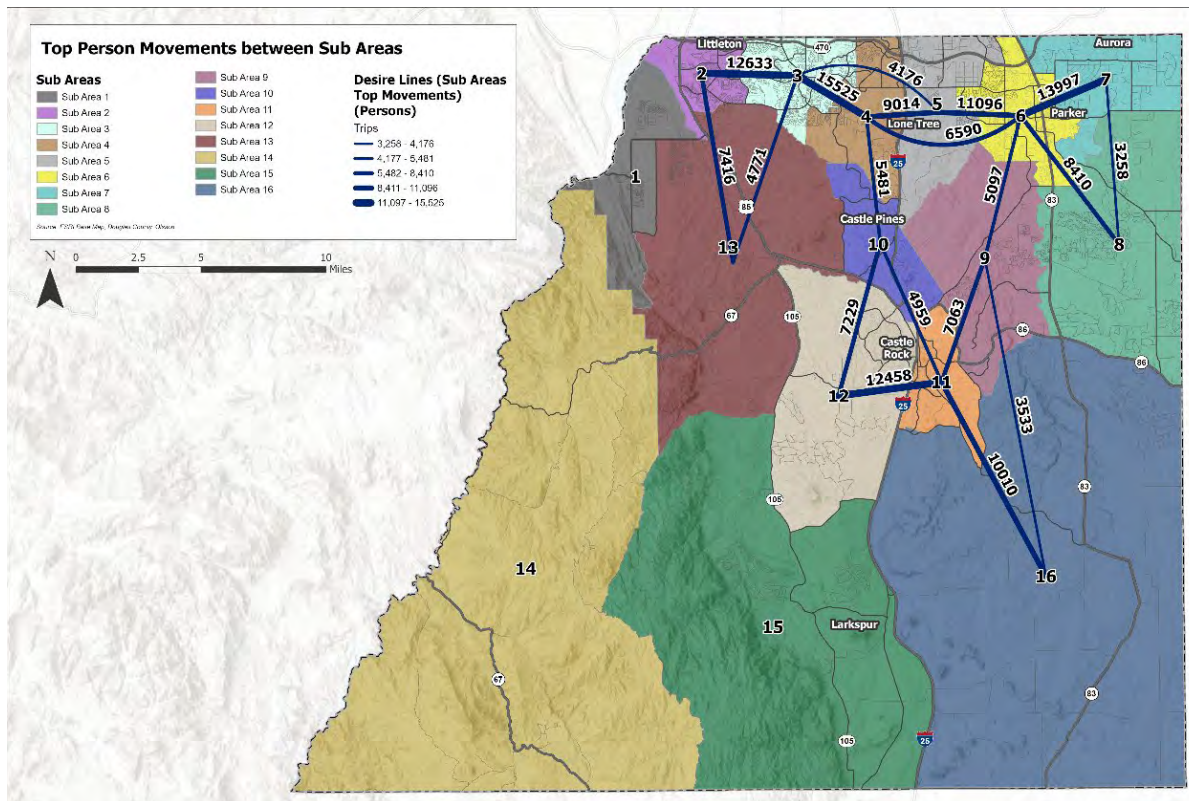 Top Person Movements between Sub Areas
Sub Areas
Sub Area 1
Sub Area 2
Sub Area 3
Sub Area 4
Sub Area 5
Sub Area 6
Sub Area 7
Sub Area 8
Sub Area 9
Sub Area 10
Sub Area 11
Sub Area 12
Sub Area 13
Sub Area 14
Sub Area 15
Sub Area 16
Desire Lines (Sub Areas
Top Movements)
(Persons)
Trips
3,258 - 4,176
4,177 - 5,481
5,482 - 8,410
8,411 - 11,096
11,097 - 15,525
Source: ESRI Base Map, Douglas County,
N
0 2.5 5 10
Miles
Littleton
470
Aurora
2
12633
3
4176
15525
4
9014
5
11096
6
13997
7
Lone Tree
Parker
6590
25
7416
4771
5481
5097
8410
3258
1
85
83
13
Castle Pines
10
9
8
67
105
7229
4959
7063
86
86
Castle
Rock
12
12458
11
25
3533
10010
83
105
14
16
15
Larkspur
67
83
105
25